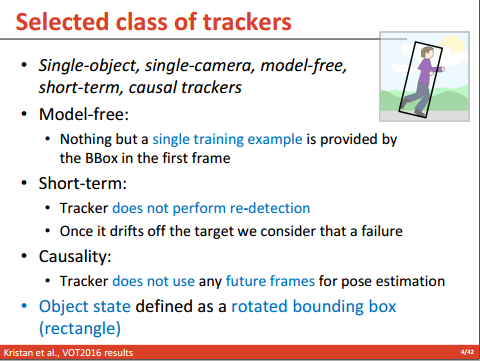 Selected class of trackers
• Single-object, single-camera, model-free,
short-term, causal trackers
• Model-free:
• Nothing but a single training example is provided by
the BBox in the first frame
• Short-term:
• Tracker does not perform re-detection
• Once it drifts off the target we consider that a failure
• Causality:
• Tracker does not use any future frames for pose estimation
• Object state defined as a rotated bounding box
(rectangle)
Kristan et al., VOT2016 results
4/42